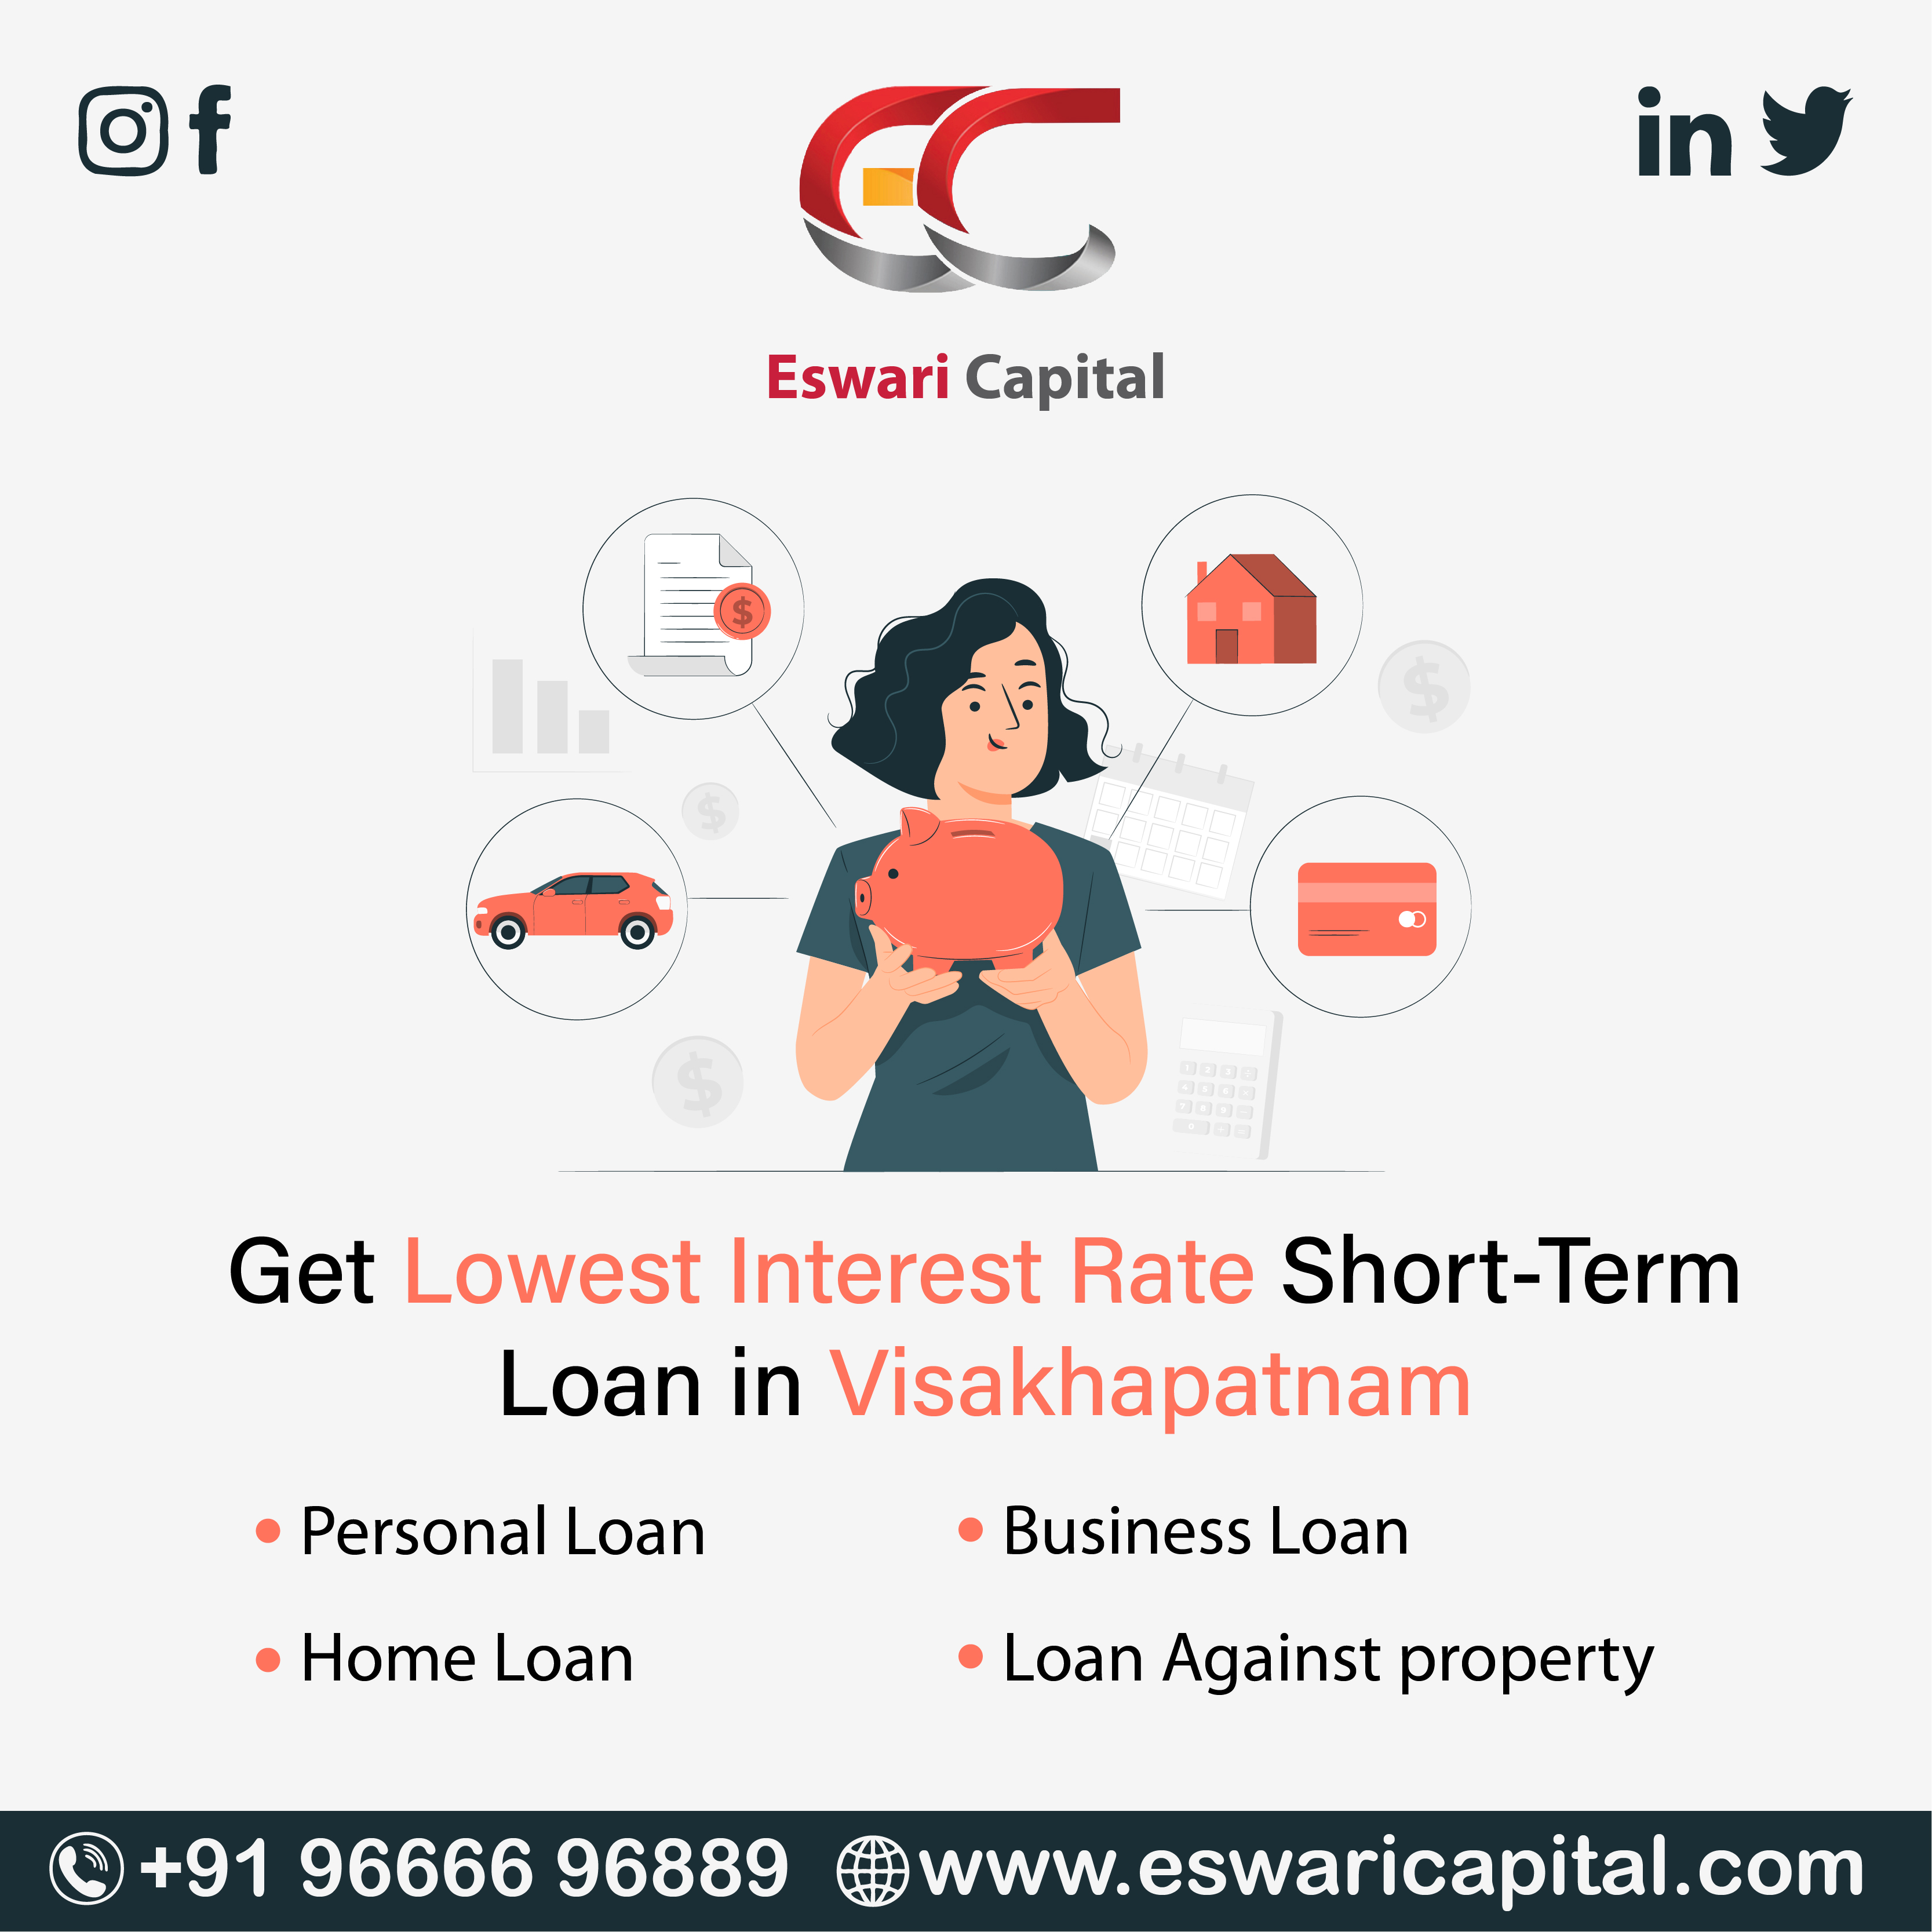 Eswari Capital
Get Lowest Interest Rate Short-Term
Loan in Visakhapatnam
Personal Loan
Business Loan
Home Loan
Loan Against property
+91 96666 96889
www.eswaricapital.com